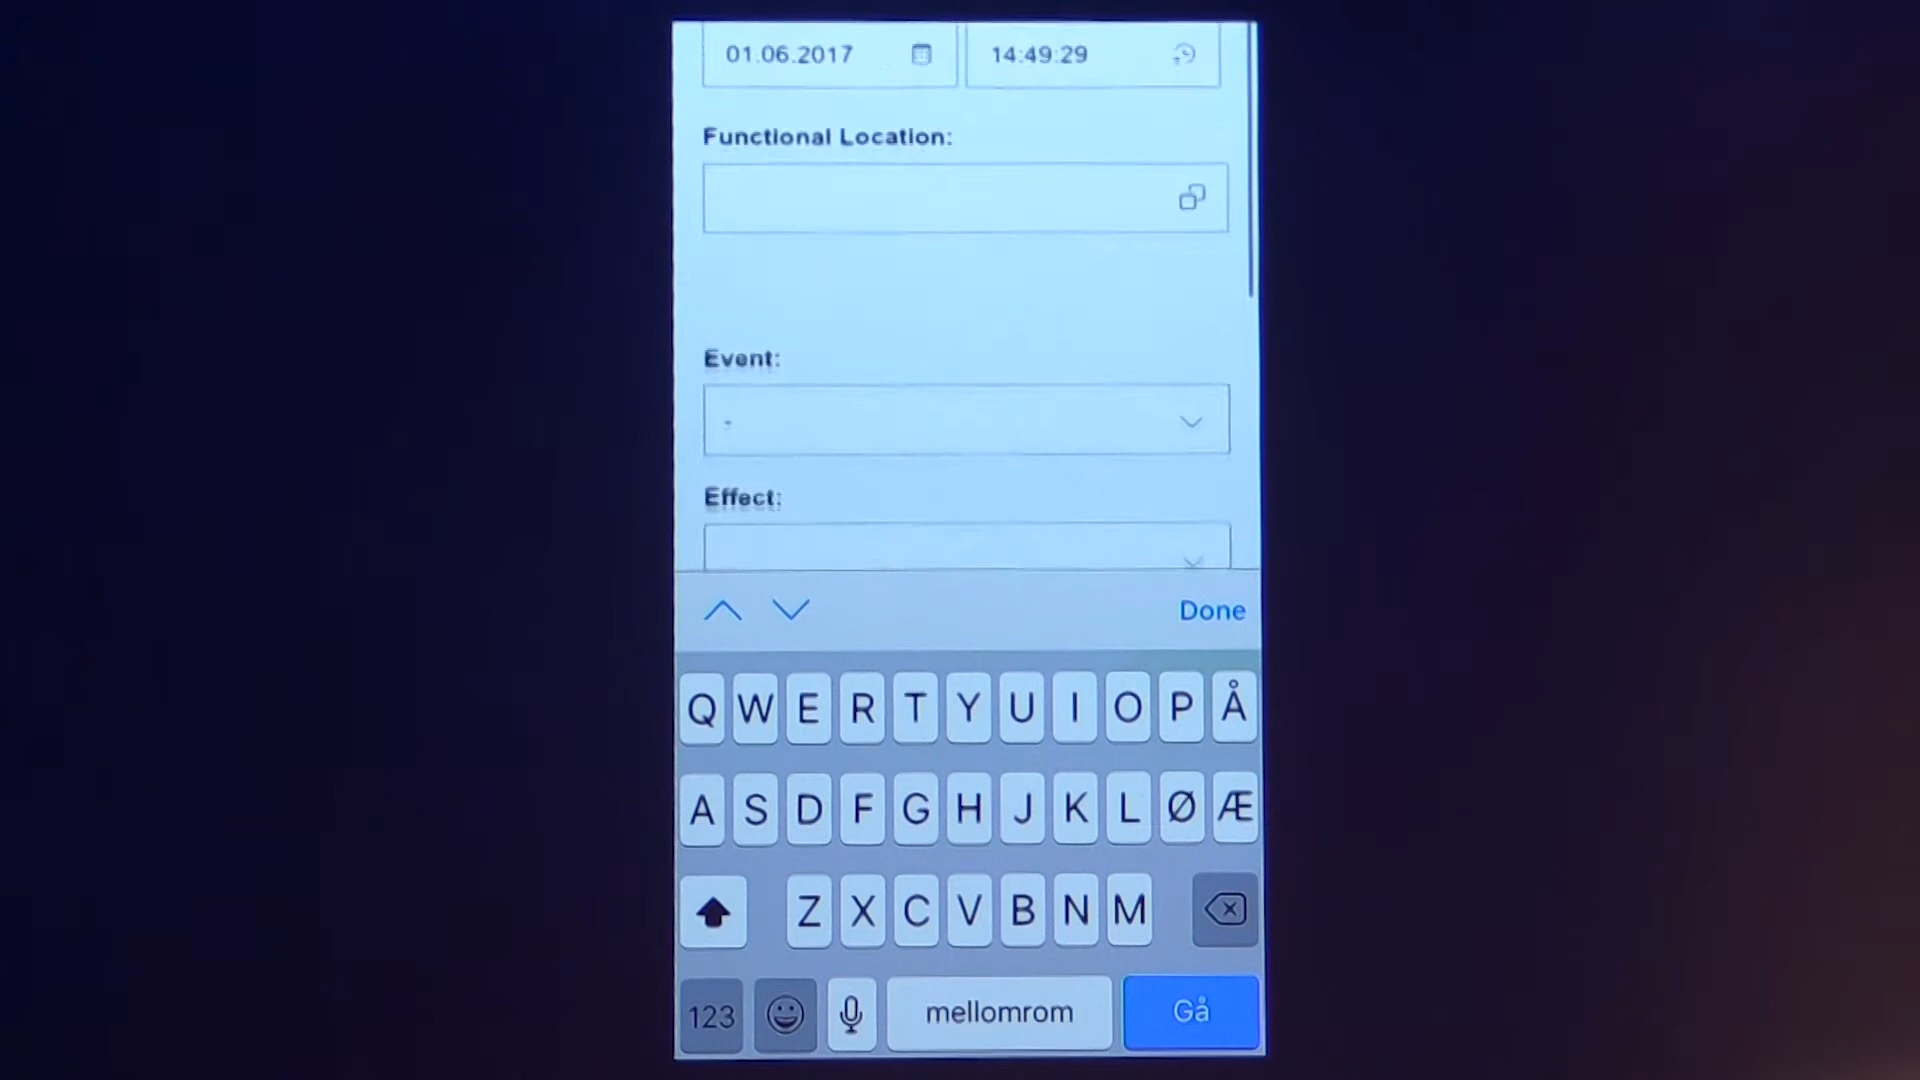 01.06.2017 14:49:29
Functional Location:
Event:
-
Effect:
Done
Q W E R T Y U I O P Å
A S D F G H J K L Ø Æ
Z X C V B N M
123 mellomrom Gå